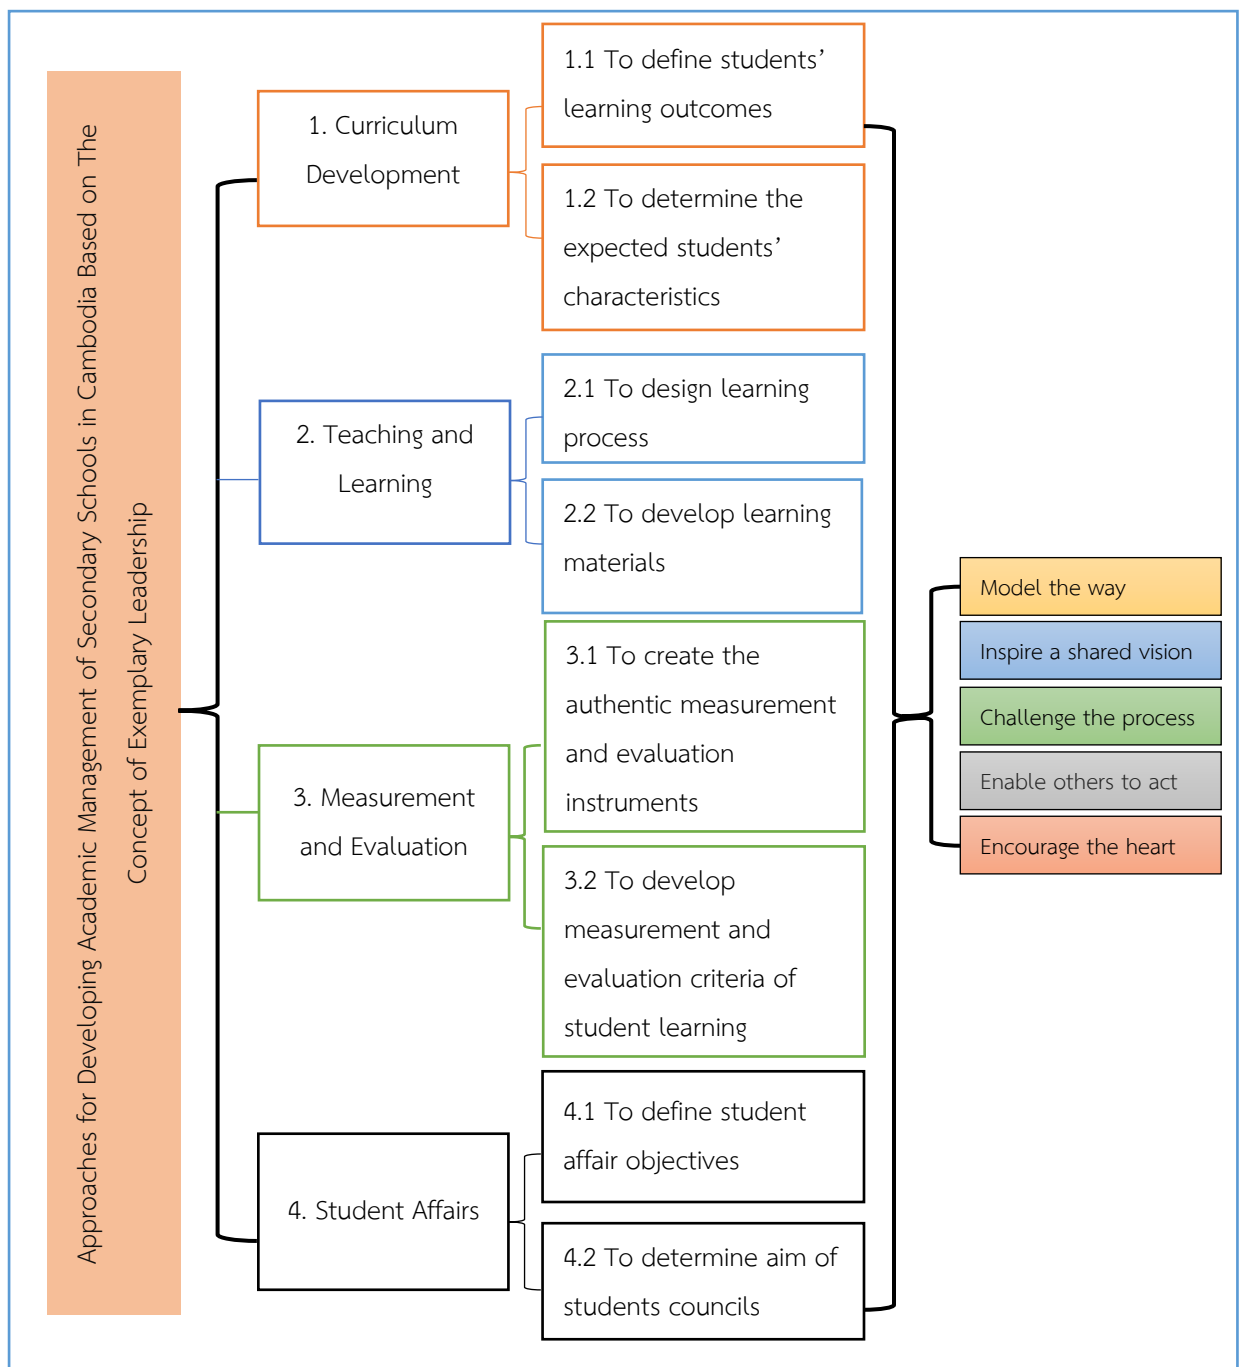 Approaches for Developing Academic Management of Secondary Schools in Cambodia Based on The
Concept of Exemplary Leadership
1. Curriculum
Development
1.1 To define students’
learning outcomes
1.2 To determine the
expected students’
characteristics
2. Teaching and
Learning
2.1 To design learning
process
2.2 To develop learning
materials
3. Measurement
and Evaluation
3.1 To create the
authentic measurement
and evaluation
instruments
3.2 To develop
measurement and
evaluation criteria of
student learning
4. Student Affairs
4.1 To define student
affair objectives
4.2 To determine aim of
students councils
Model the way
Inspire a shared vision
Challenge the process
Enable others to act
Encourage the heart